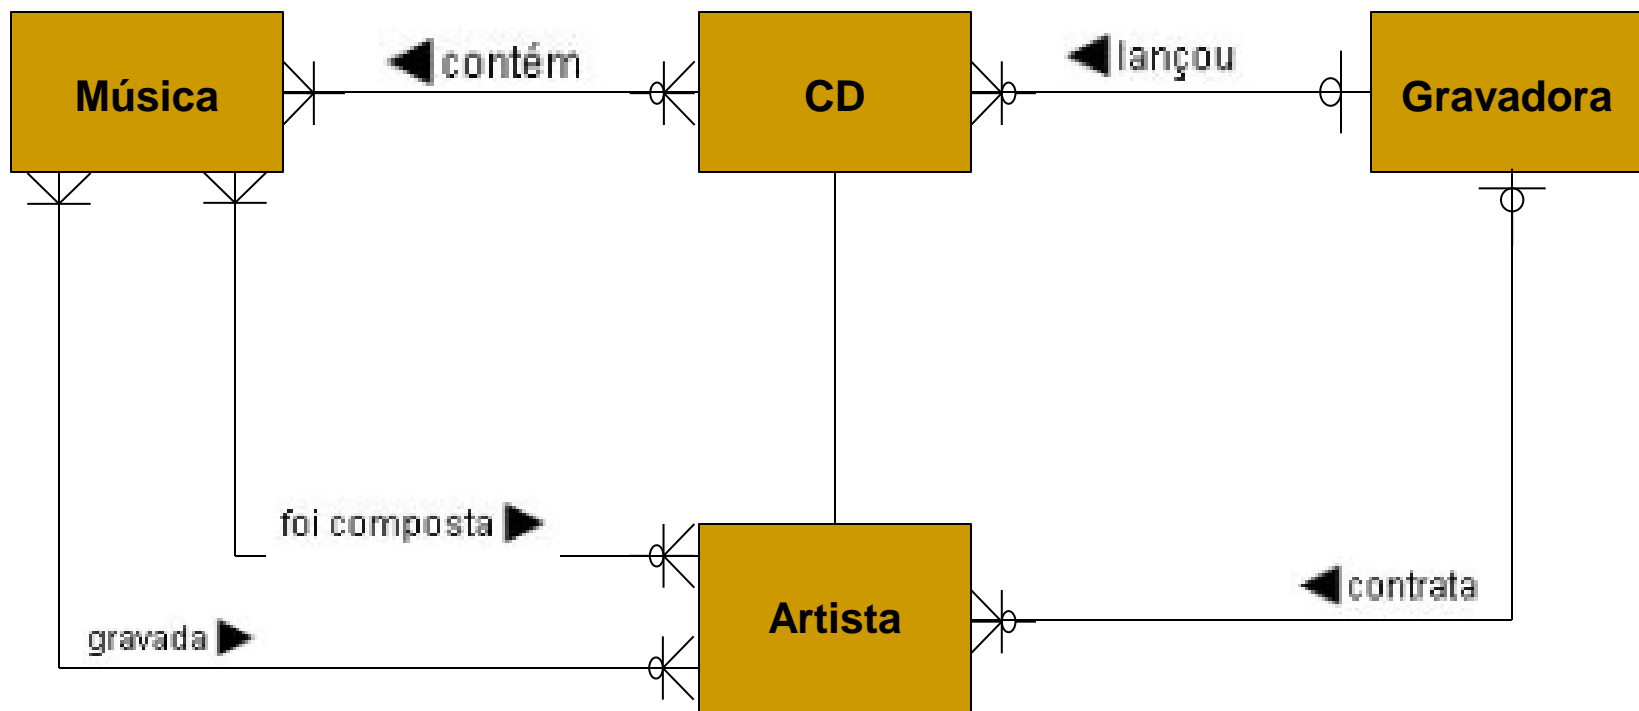 contém
lançou
Música
CD
Gravadora
foi composta
contrata
Artista
gravada